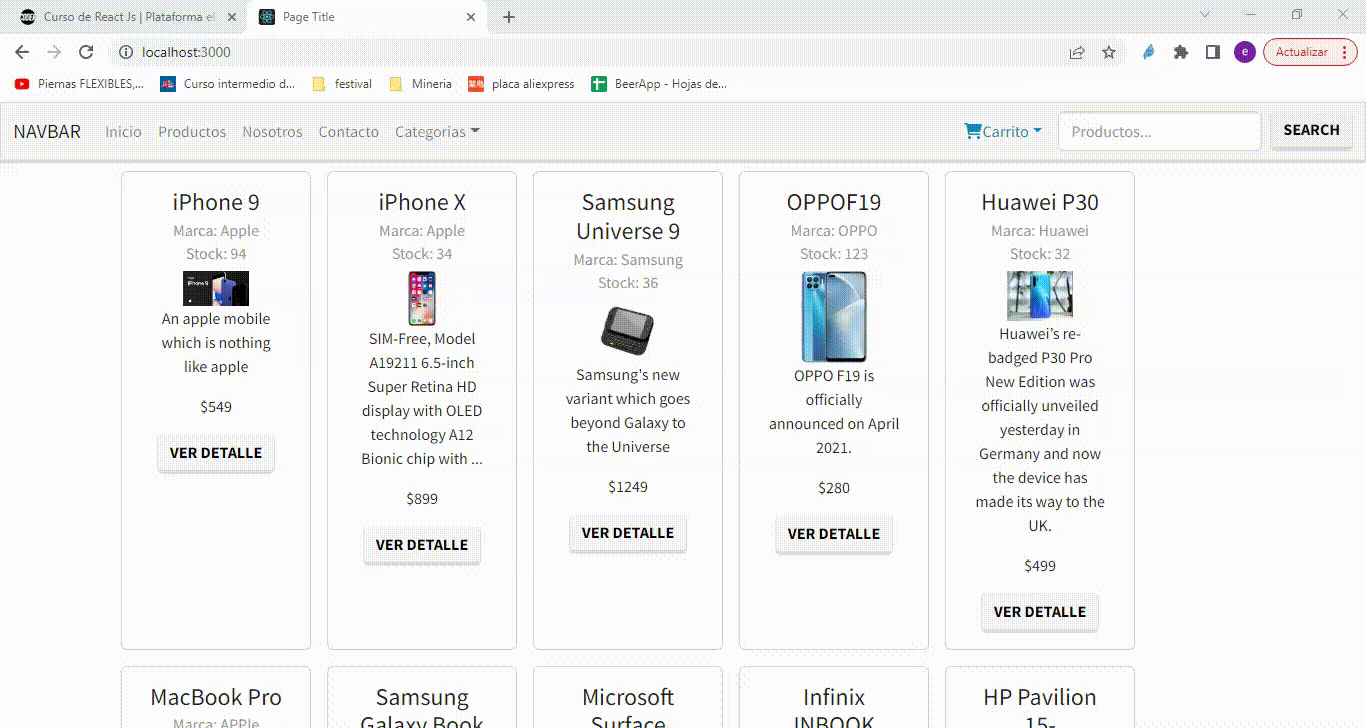 Curso de React Js | Plataforma el
Page Title
localhost:3000
e
Actualizar
Piernas FLEXIBLES,...
Curso intermedio d...
festival
Mineria
placa aliexpress
BeerApp - Hojas de...
NAVBAR
Inicio
Productos
Nosotros
Contacto
Categorias
Carrito
Productos...
SEARCH
iPhone 9
Marca: Apple
Stock: 94
An apple mobile
which is nothing
like apple
$549
VER DETALLE
iPhone X
Marca: Apple
Stock: 34
SIM-Free, Model
A19211 6.5-inch
Super Retina HD
display with OLED
technology A12
Bionic chip with ...
$899
VER DETALLE
Samsung
Universe 9
Marca: Samsung
Stock: 36
Samsung's new
variant which goes
beyond Galaxy to
the Universe
$1249
VER DETALLE
OPPOF19
Marca: OPPO
Stock: 123
OPPO F19 is
officially
announced on April
2021.
$280
VER DETALLE
Huawei P30
Marca: Huawei
Stock: 32
Huawei’s re-
badged P30 Pro
New Edition was
officially unveiled
yesterday in
Germany and now
the device has
made its way to the
UK.
$499
VER DETALLE
MacBook Pro
Marca: APPle
Samsung
Galaxy Book
Microsoft
Surface
Infinix
INBOOK
HP Pavilion
15-